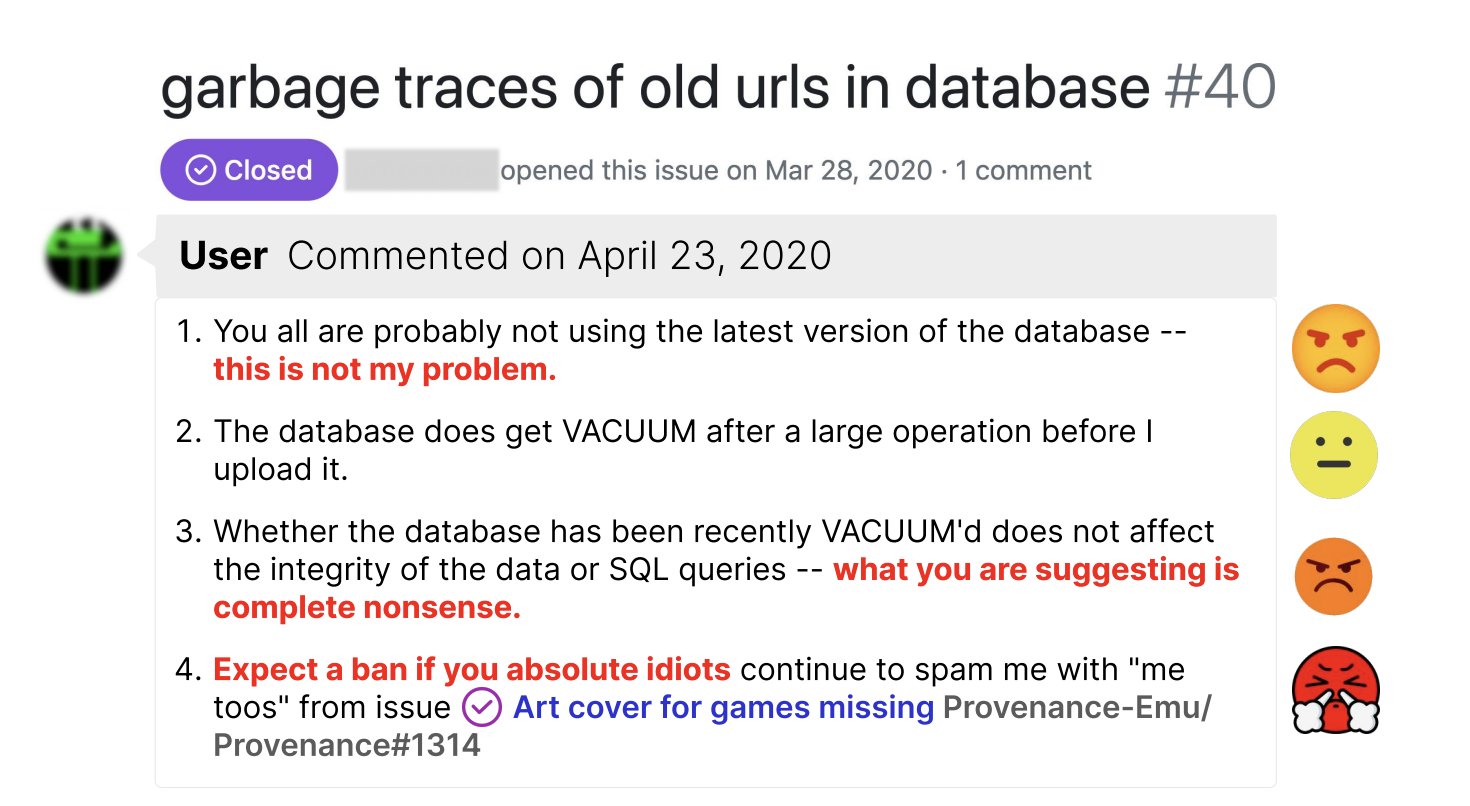 garbage traces of old urls in database #40
Closed opened this issue on Mar 28, 2020 · 1 comment
User Commented on April 23, 2020
1. You all are probably not using the latest version of the database --
this is not my problem.
2. The database does get VACUUM after a large operation before I
upload it.
3. Whether the database has been recently VACUUM'd does not affect
the integrity of the data or SQL queries -- what you are suggesting is
complete nonsense.
4. Expect a ban if you absolute idiots continue to spam me with "me
toos" from issue Art cover for games missing Provenance-Emu/
Provenance#1314